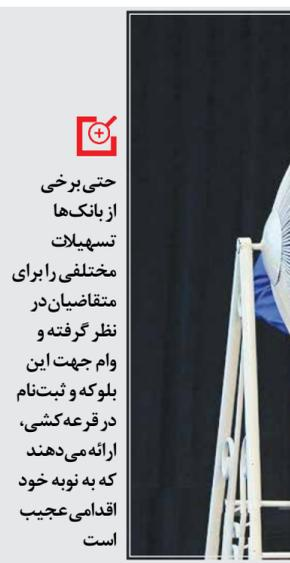 حتی برخی
از بانک‌ها
تسهیلات
مختلفی را برای
متقاضیان در
نظر گرفته و
وام جهت این
بلوکه و ثبت‌نام
در قرعه‌کشی،
ارائه می‌دهند
که به نوبه خود
اقدامی عجیب
است